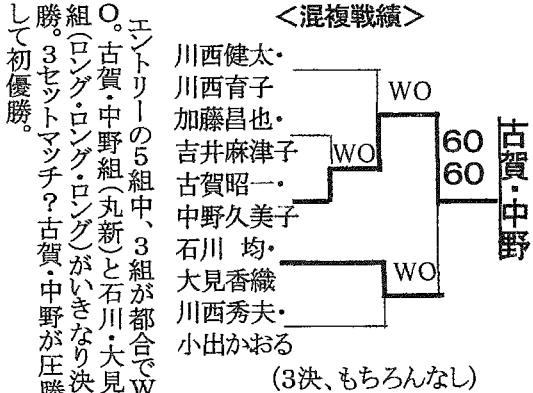 ＜混複戦績＞
川西健太・
川西育子
加藤昌也・
吉井麻津子
古賀昭一・
中野久美子
石川　均・
大見香織
川西秀夫・
小出かおる
WO
WO
WO
60
60
古賀・中野
(3決、もちろんなし)
エントリーの5組中、3組が都合でW
O。古賀・中野組(丸新)と石川・大見
組(ロング・ロング・ロング)がいきなり決
勝。3セットマッチ?古賀・中野が圧勝
して初優勝。